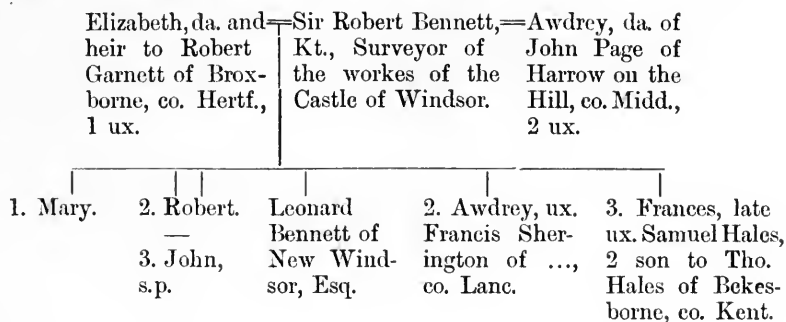 Elizabeth, da. and
heir to Robert
Garnett of Brox-
borne, co. Hertf.,
1 ux.
Sir Robert Bennett,
Kt., Surveyor of
the workes of the
Castle of Windsor.
Awdrey, da. of
John Page of
Harrow on the
Hill, co. Midd.,
2 ux.
1. Mary.
2. Robert.
—
3. John,
s.p.
Leonard
Bennett of
New Wind-
sor, Esq.
2. Awdrey, ux.
Francis Sher-
ington of ...,
co. Lanc.
3. Frances, late
ux. Samuel Hales,
2 son to Tho.
Hales of Bekes-
borne, co. Kent.